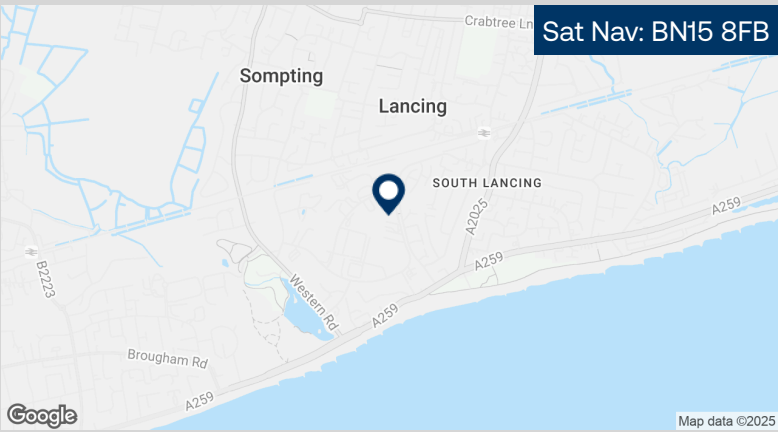 Crabtree Ln
Sat Nav: BN15 8FB
Sompting
Lancing
SOUTH LANCING
A259
A2025
A259
B2223
Western Rd
A259
Brougham Rd
A259
Google
Map data ©2025